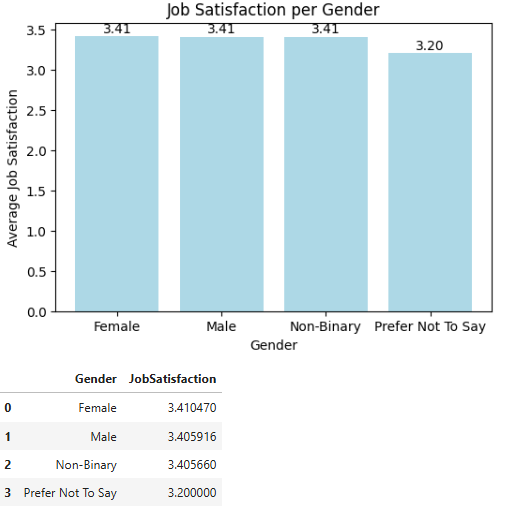 Job Satisfaction per Gender
3.41 3.41 3.41 3.20
3.5
3.0
2.5
2.0
1.5
1.0
0.5
0.0
Average Job Satisfaction
Female Male Non-Binary Prefer Not To Say
Gender
Gender JobSatisfaction
0 Female 3.410470
1 Male 3.405916
2 Non-Binary 3.405660
3 Prefer Not To Say 3.200000